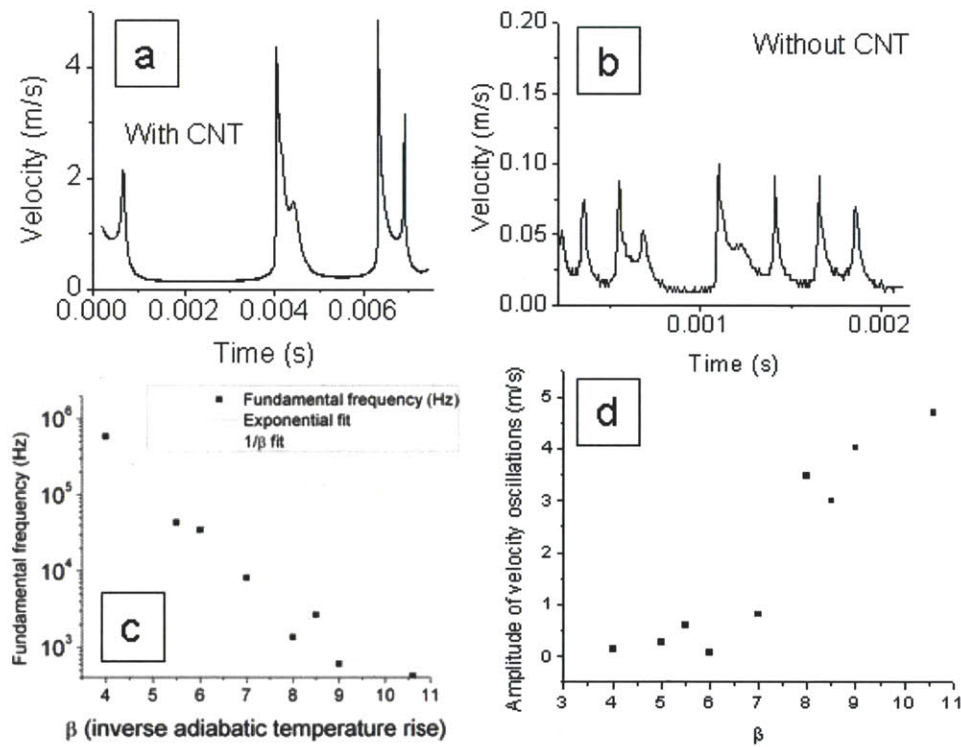 a
With CNT
Velocity (m/s)
4
2
0
0.000 0.002 0.004 0.006
Time (s)
b
Without CNT
Velocity (m/s)
0.20
0.15
0.10
0.05
0.00
0.001 0.002
Time (s)
c
Fundamental frequency (Hz)
Exponential fit
1/β fit
Fundamental frequency (Hz)
10⁶
10⁵
10⁴
10³
4 5 6 7 8 9 10 11
β (inverse adiabatic temperature rise)
d
Amplitude of velocity oscillations (m/s)
5
4
3
2
1
0
3 4 5 6 7 8 9 10 11
β